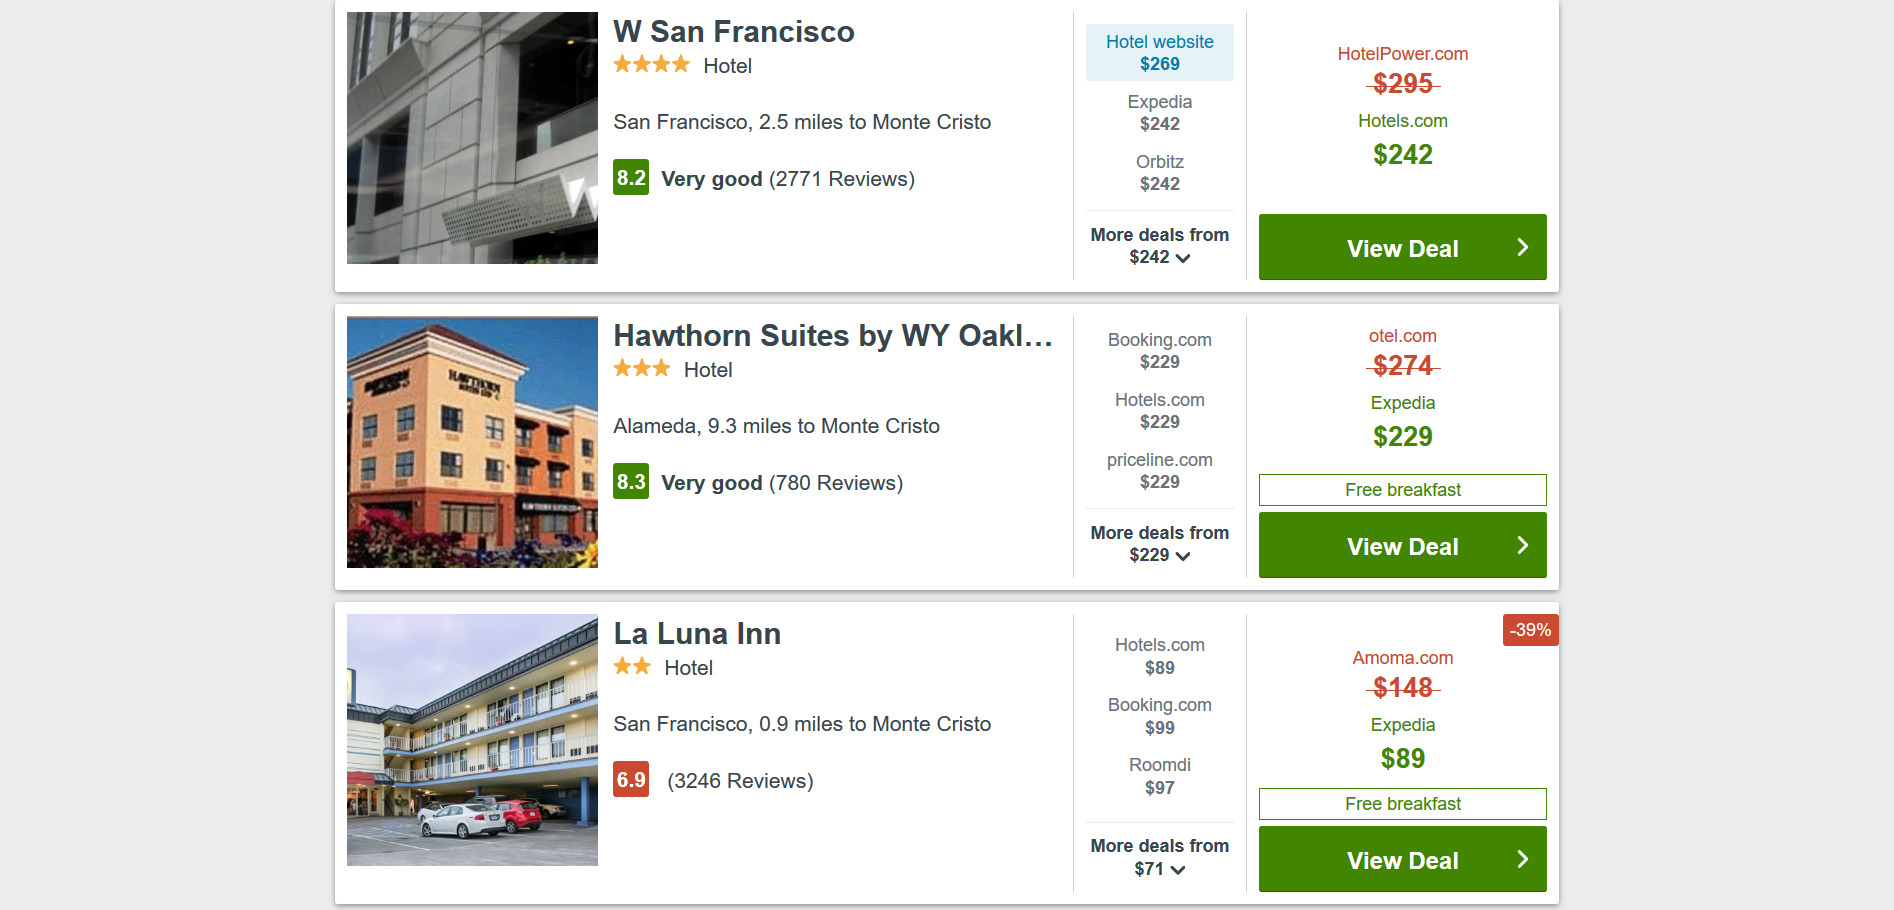 W San Francisco
Hotel
San Francisco, 2.5 miles to Monte Cristo
8.2 Very good (2771 Reviews)
Hotel website
$269
Expedia
$242
Orbitz
$242
More deals from
$242
HotelPower.com
$295
Hotels.com
$242
View Deal
Hawthorn Suites by WY Oakl...
Hotel
Alameda, 9.3 miles to Monte Cristo
8.3 Very good (780 Reviews)
HAWTHORN
Booking.com
$229
Hotels.com
$229
priceline.com
$229
More deals from
$229
otel.com
$274
Expedia
$229
Free breakfast
View Deal
La Luna Inn
Hotel
San Francisco, 0.9 miles to Monte Cristo
6.9 (3246 Reviews)
Hotels.com
$89
Booking.com
$99
Roomdi
$97
More deals from
$71
-39%
Amoma.com
$148
Expedia
$89
Free breakfast
View Deal